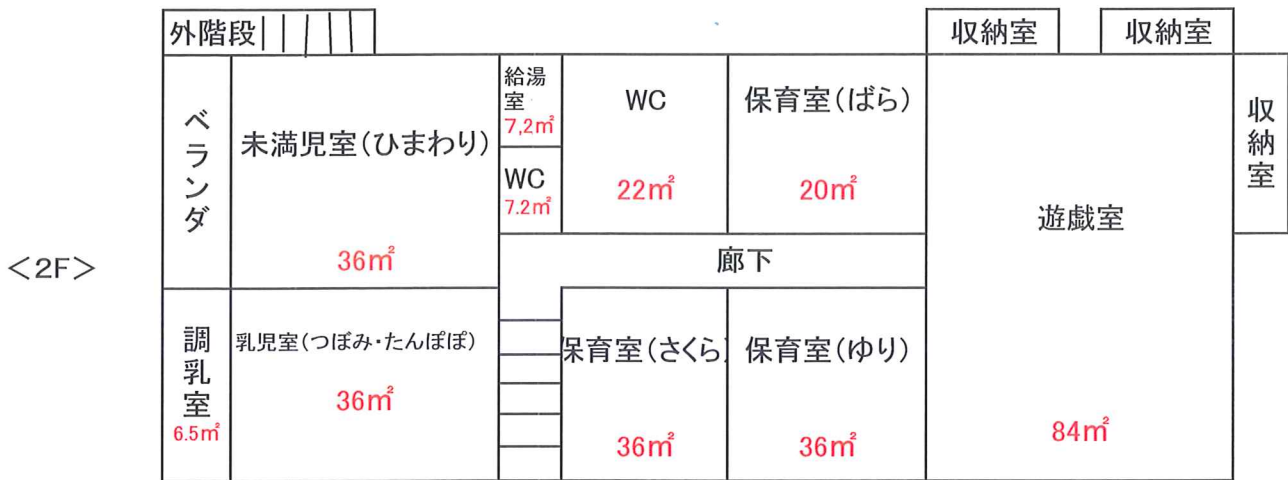 外階段
収納室
収納室
ベランダ
未満児室(ひまわり)
36㎡
給湯
室
7,2㎡
WC
7.2㎡
WC
22㎡
保育室(ばら)
20㎡
遊戯室
84㎡
収納室
<2F>
廊下
調乳室
6.5㎡
乳児室(つぼみ・たんぽぽ)
36㎡
保育室(さくら)
36㎡
保育室(ゆり)
36㎡